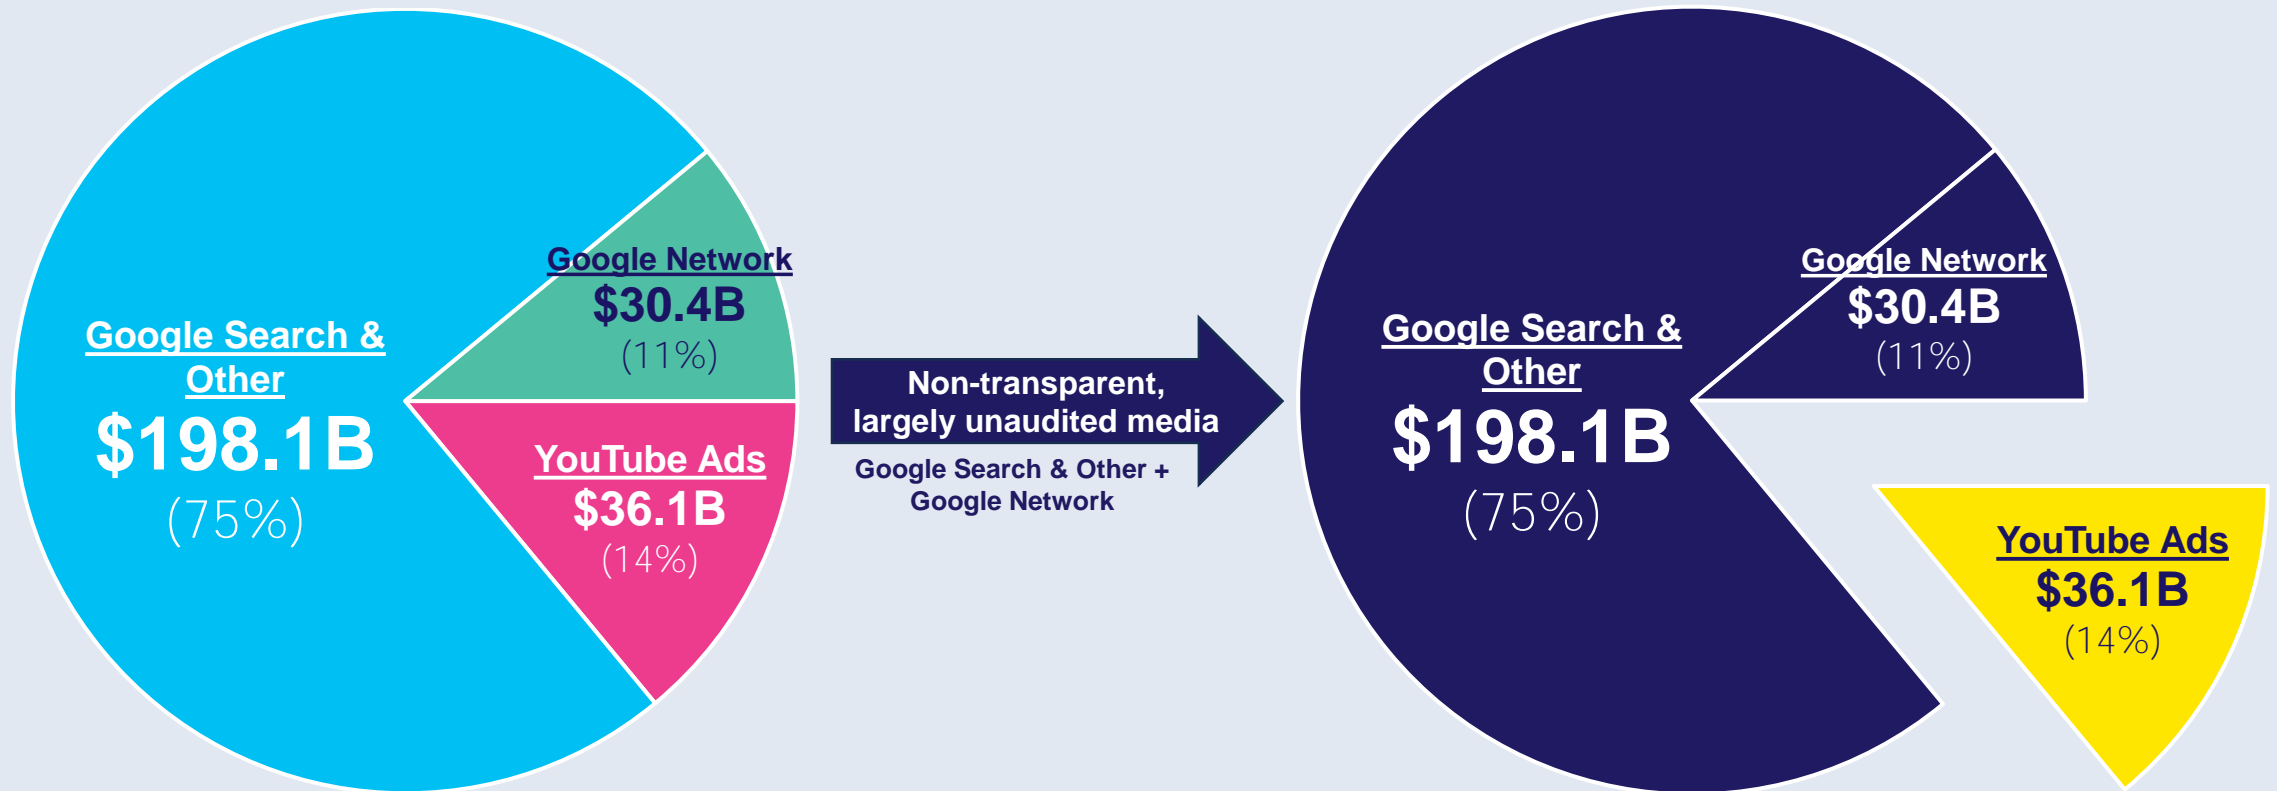 Google Search &
Other
$198.1B
(75%)
Google Network
$30.4B
(11%)
YouTube Ads
$36.1B
(14%)
Non-transparent,
largely unaudited media
Google Search & Other +
Google Network
Google Search &
Other
$198.1B
(75%)
Google Network
$30.4B
(11%)
YouTube Ads
$36.1B
(14%)